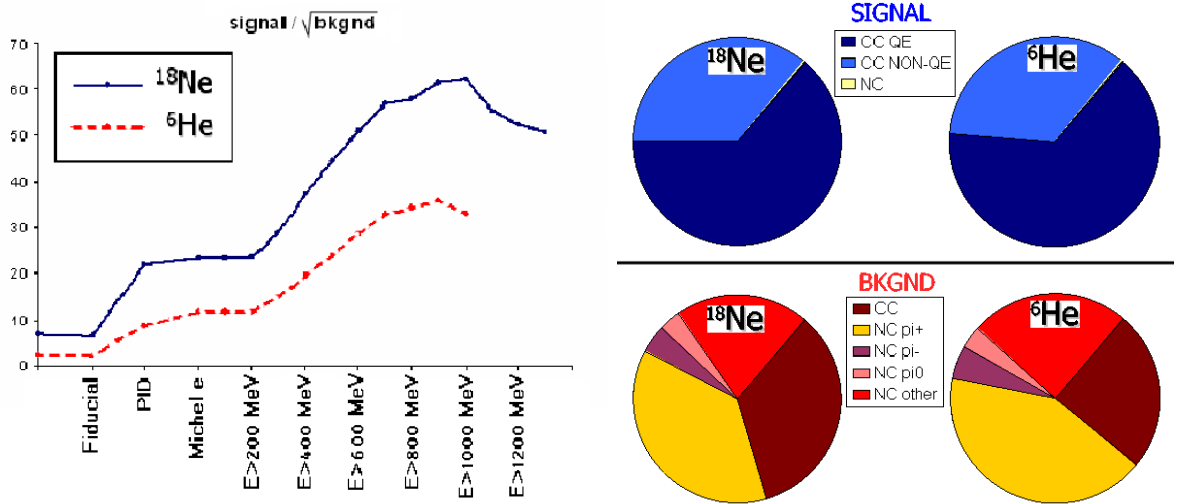 signal / √bkgnd
70
60
50
40
30
20
10
0
¹⁸Ne
⁶He
Fiducial
PID
Michele
E>200 MeV
E>400 MeV
E>600 MeV
E>800 MeV
E>1000 MeV
E>1200 MeV
SIGNAL
¹⁸Ne
CC QE
CC NON-QE
NC
⁶He
BKGND
¹⁸Ne
CC
NC pi+
NC pi-
NC pi0
NC other
⁶He